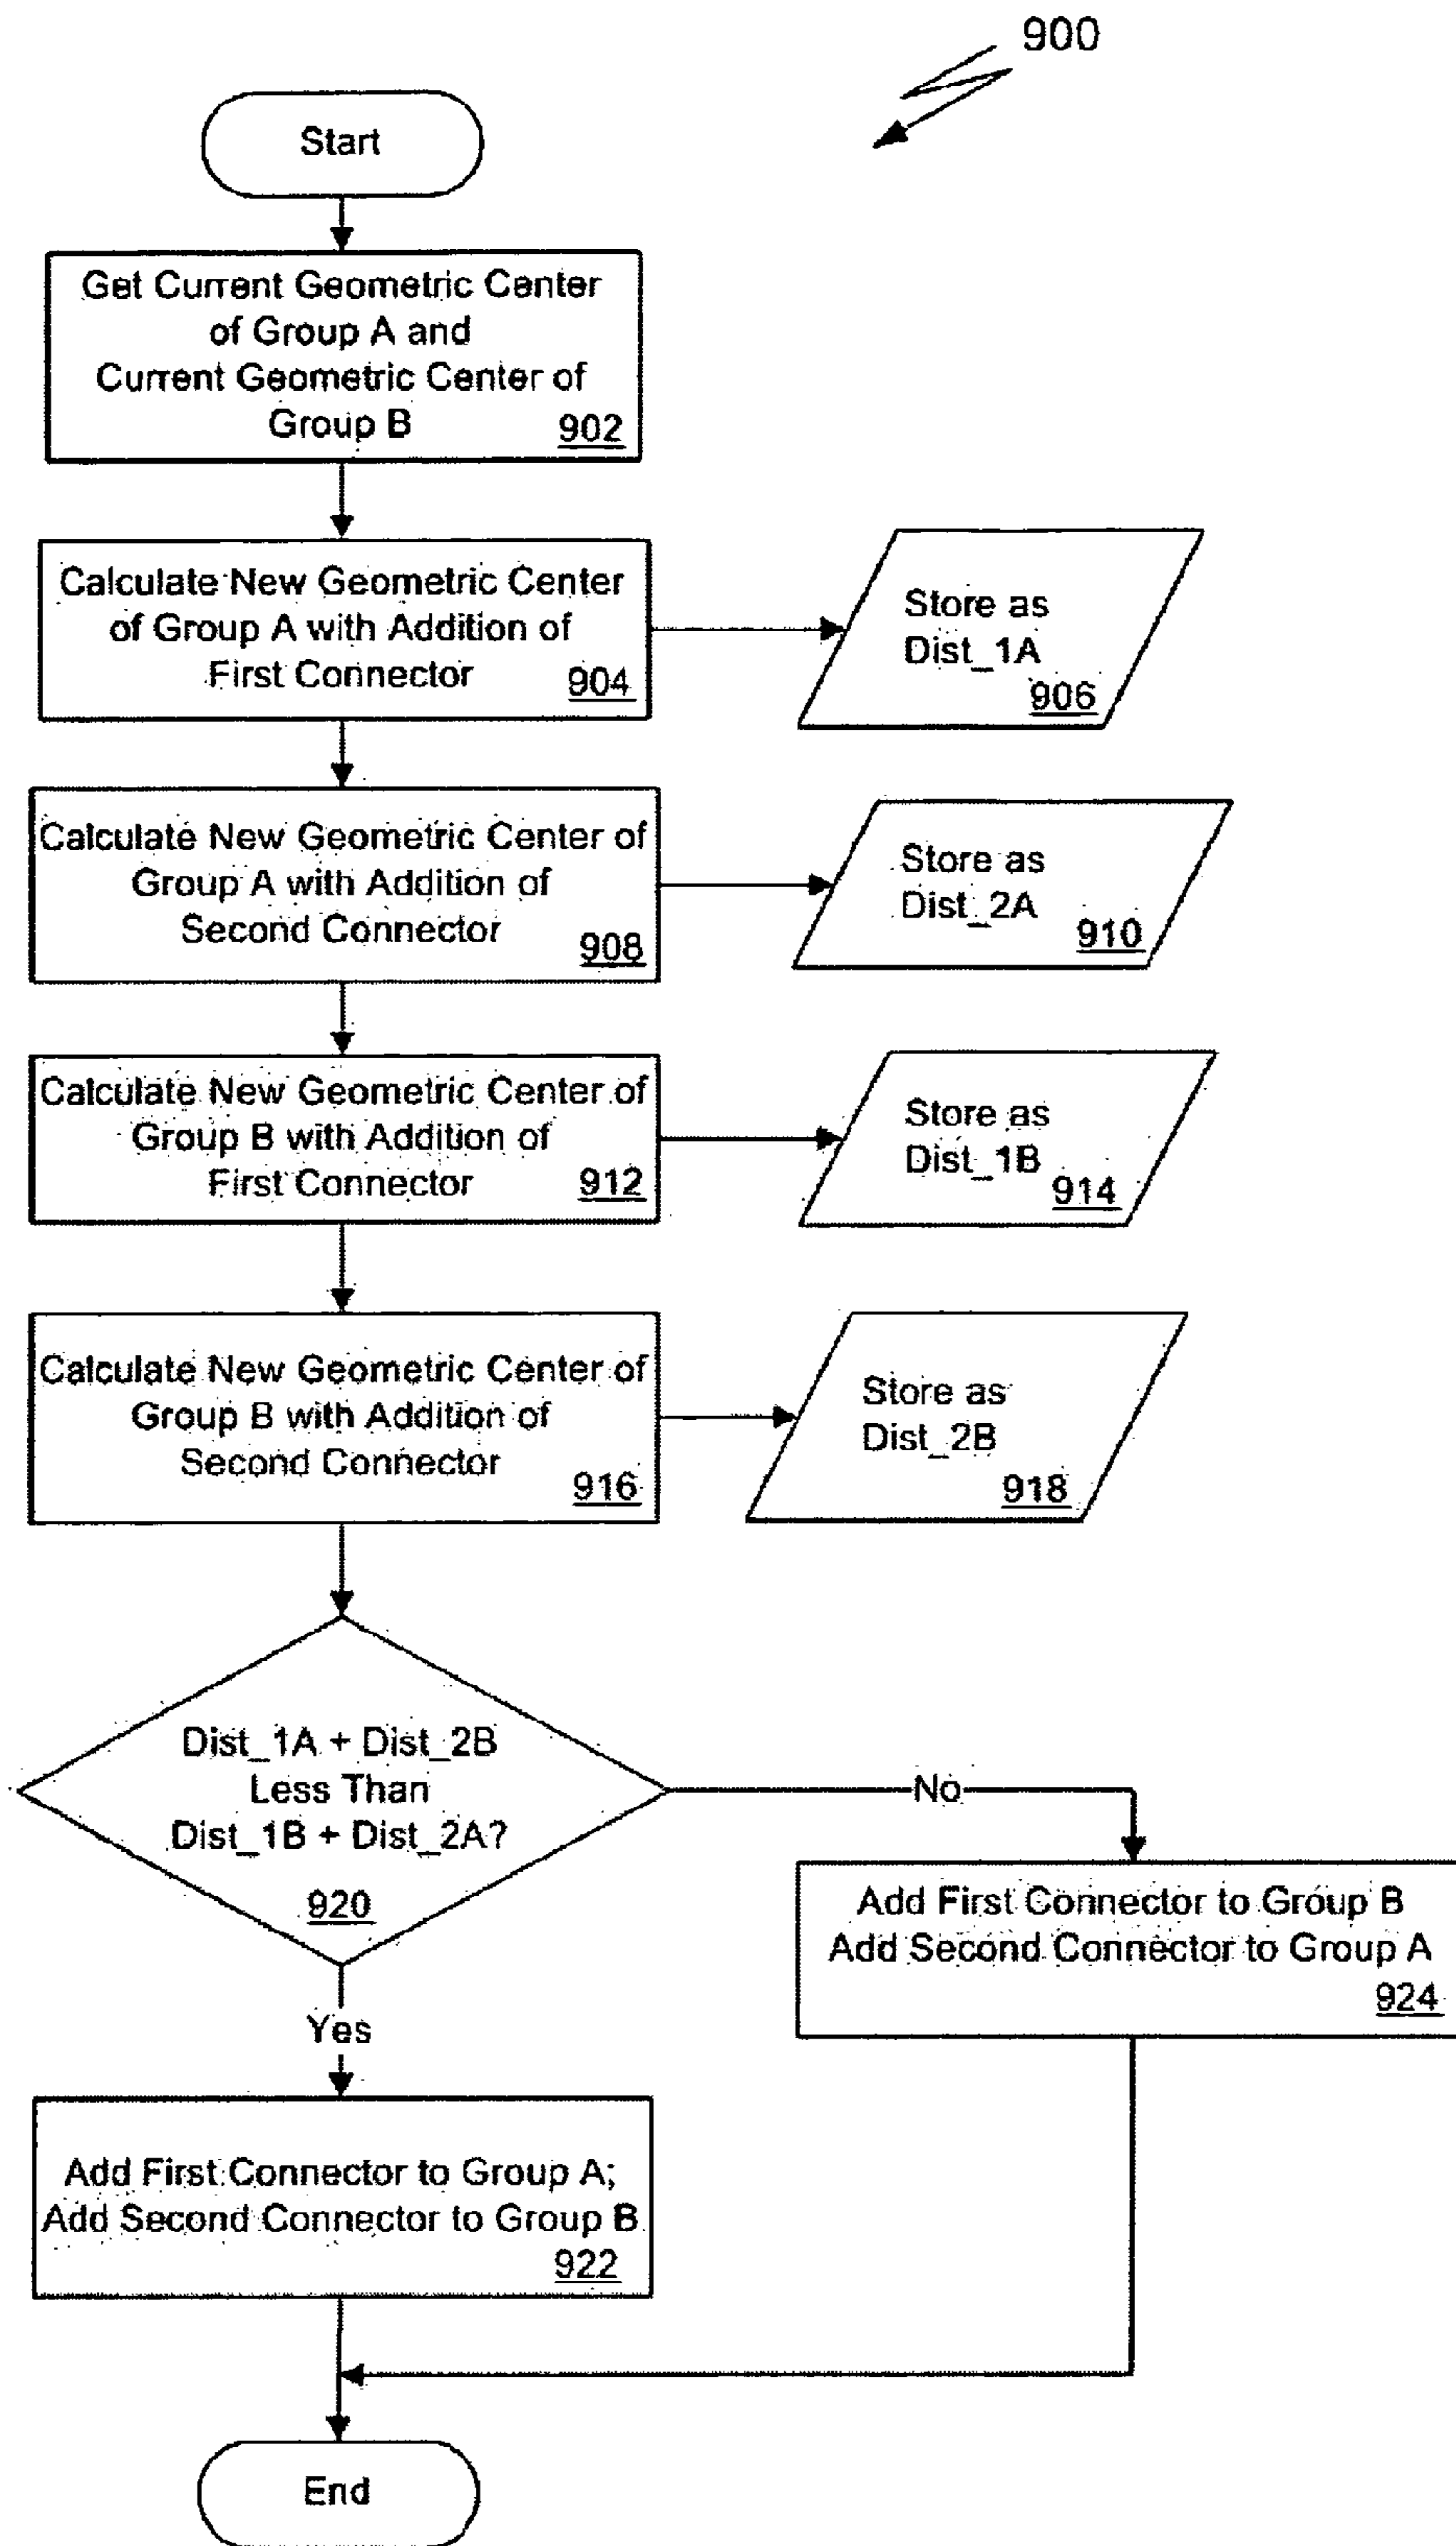 900
Start
Get Current Geometric Center
of Group A and
Current Geometric Center of
Group B
902
Calculate New Geometric Center
of Group A with Addition of
First Connector
904
Store as
Dist_1A
906
Calculate New Geometric Center of
Group A with Addition of
Second Connector
908
Store as
Dist_2A
910
Calculate New Geometric Center of
Group B with Addition of
First Connector
912
Store as
Dist_1B
914
Calculate New Geometric Center of
Group B with Addition of
Second Connector
916
Store as
Dist_2B
918
Dist_1A + Dist_2B
Less Than
Dist_1B + Dist_2A?
920
No
Add First Connector to Group B
Add Second Connector to Group A
924
Yes
Add First Connector to Group A;
Add Second Connector to Group B
922
End